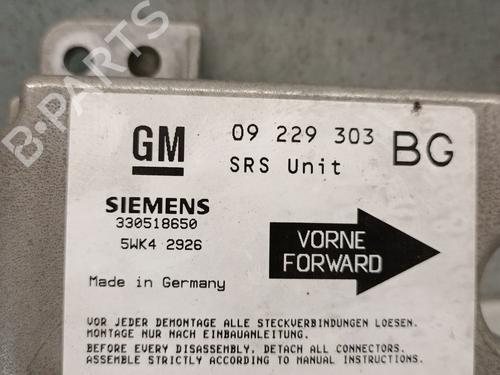 B-PARTS
GM
09 229 303
BG
SRS Unit
SIEMENS
330518650
5WK4 2926
Made in Germany
VORNE
FORWARD
VOR JEDER DEMONTAGE ALLE STECKVERBINDUNGEN LOESEN.
MONTAGE NUR NACH EINBAUANLEITUNG.
BEFORE EVERY DISASSEMBLY, DETACH ALL CONNECTORS.
ASSEMBLE STRICTLY ACCORDING TO MANUAL INSTRUCTIONS.